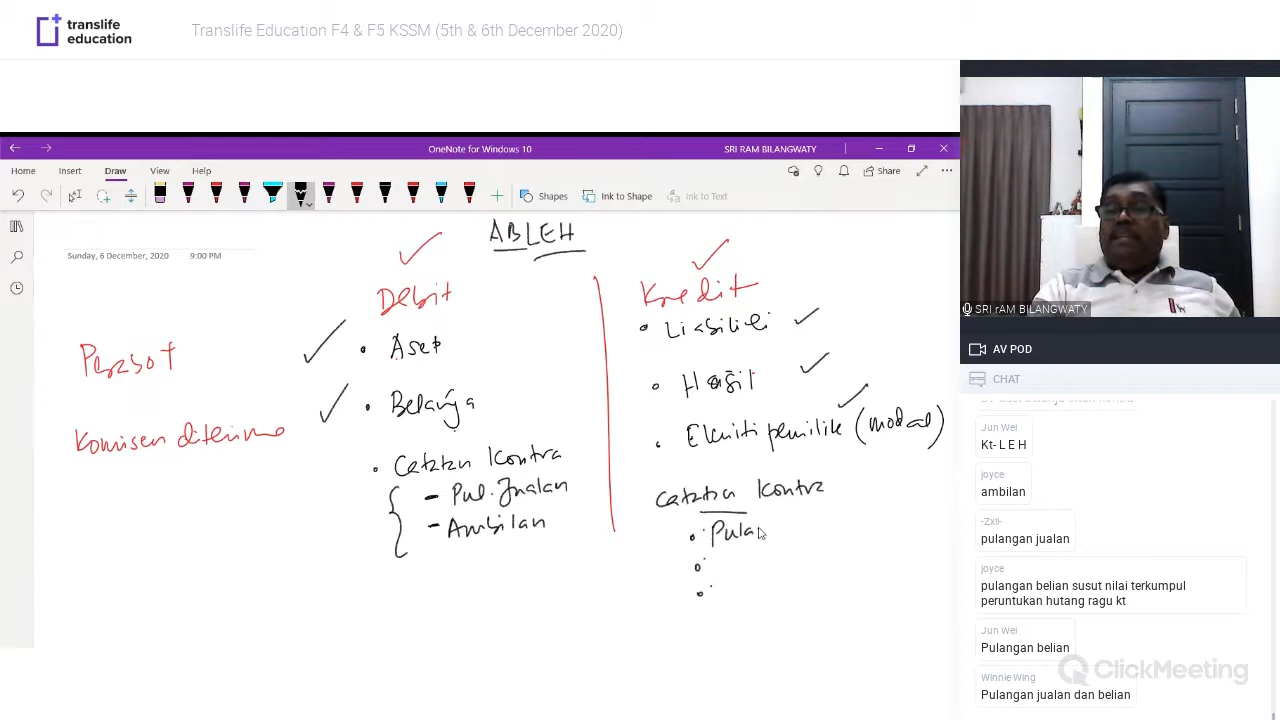 translife
education
Translife Education F4 & F5 KSSM (5th & 6th December 2020)
OneNote for Windows 10
SRI RAM BILANGWATY
Home
Insert
Draw
View
Help
Share
Shapes
Ink to Shape
Ink to Text
Sunday, 6 December, 2020
9:00 PM
ABLEH
Debit
Kredit
Perabot
Komisen diterima
• Aset
• Belanja
• Catatan Kontra
- Pul. Jualan
- Ambilan
• Liabiliti
• Hasil
• Ekuiti pemilik (modal)
Catatan Kontra
• Pula
SRI rAM BILANGWATY
AV POD
CHAT
Jun Wei
Kt- L E H
joyce
ambilan
-Zxii-
pulangan jualan
joyce
pulangan belian susut nilai terkumpul
peruntukan hutang ragu kt
Jun Wei
Pulangan belian
Winnie Wing
Pulangan jualan dan belian
ClickMeeting